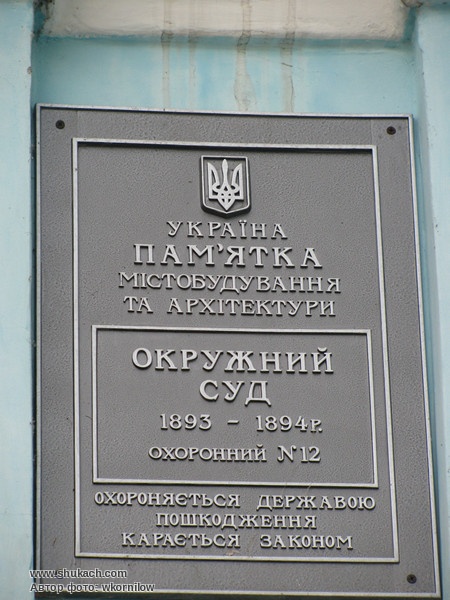 УКРАЇНА
ПАМ'ЯТКА
МІСТОБУДУВАННЯ
ТА АРХІТЕКТУРИ
ОКРУЖНИЙ
СУД
1893 - 1894 Р.
ОХОРОННИЙ №12
ОХОРОНЯЄТЬСЯ ДЕРЖАВОЮ
ПОШКОДЖЕННЯ
КАРАЄТЬСЯ ЗАКОНОМ
www.shukach.com
Автор фото: wkornilow